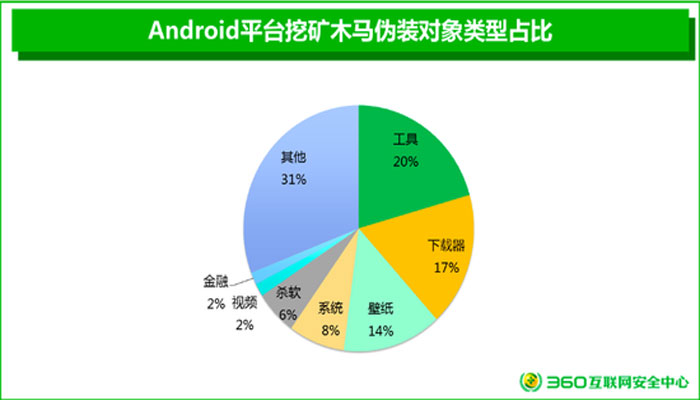 Android平台挖矿木马伪装对象类型占比
工具
20%
下载器
17%
壁纸
14%
系统
8%
杀软
6%
视频
2%
金融
2%
其他
31%
360互联网安全中心